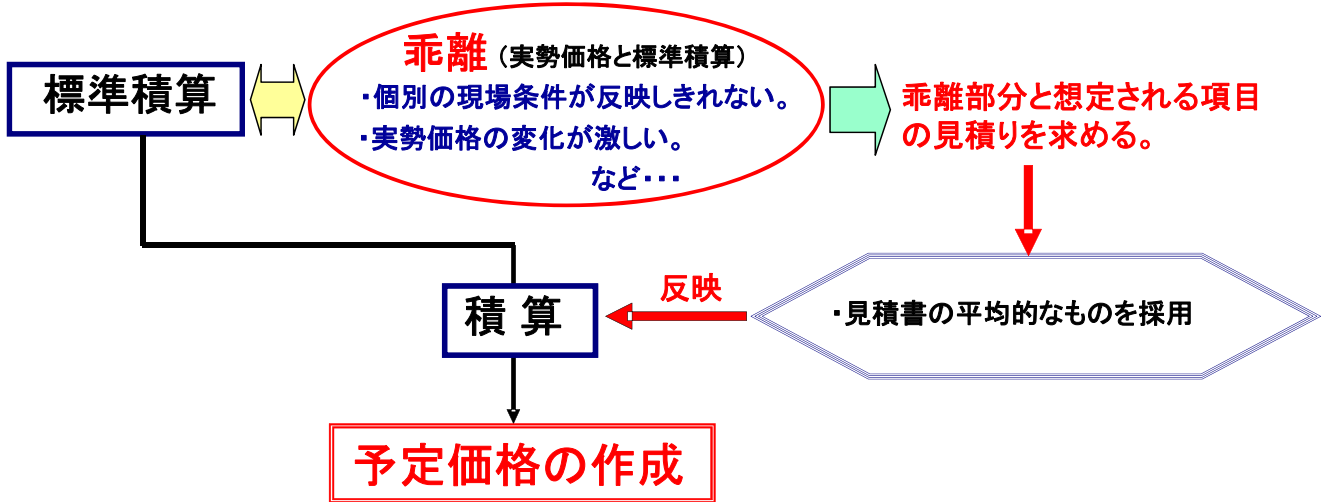 標準積算
乖離（実勢価格と標準積算）
・個別の現場条件が反映しきれない。
・実勢価格の変化が激しい。
など・・・
乖離部分と想定される項目
の見積りを求める。
・見積書の平均的なものを採用
反映
積 算
予定価格の作成